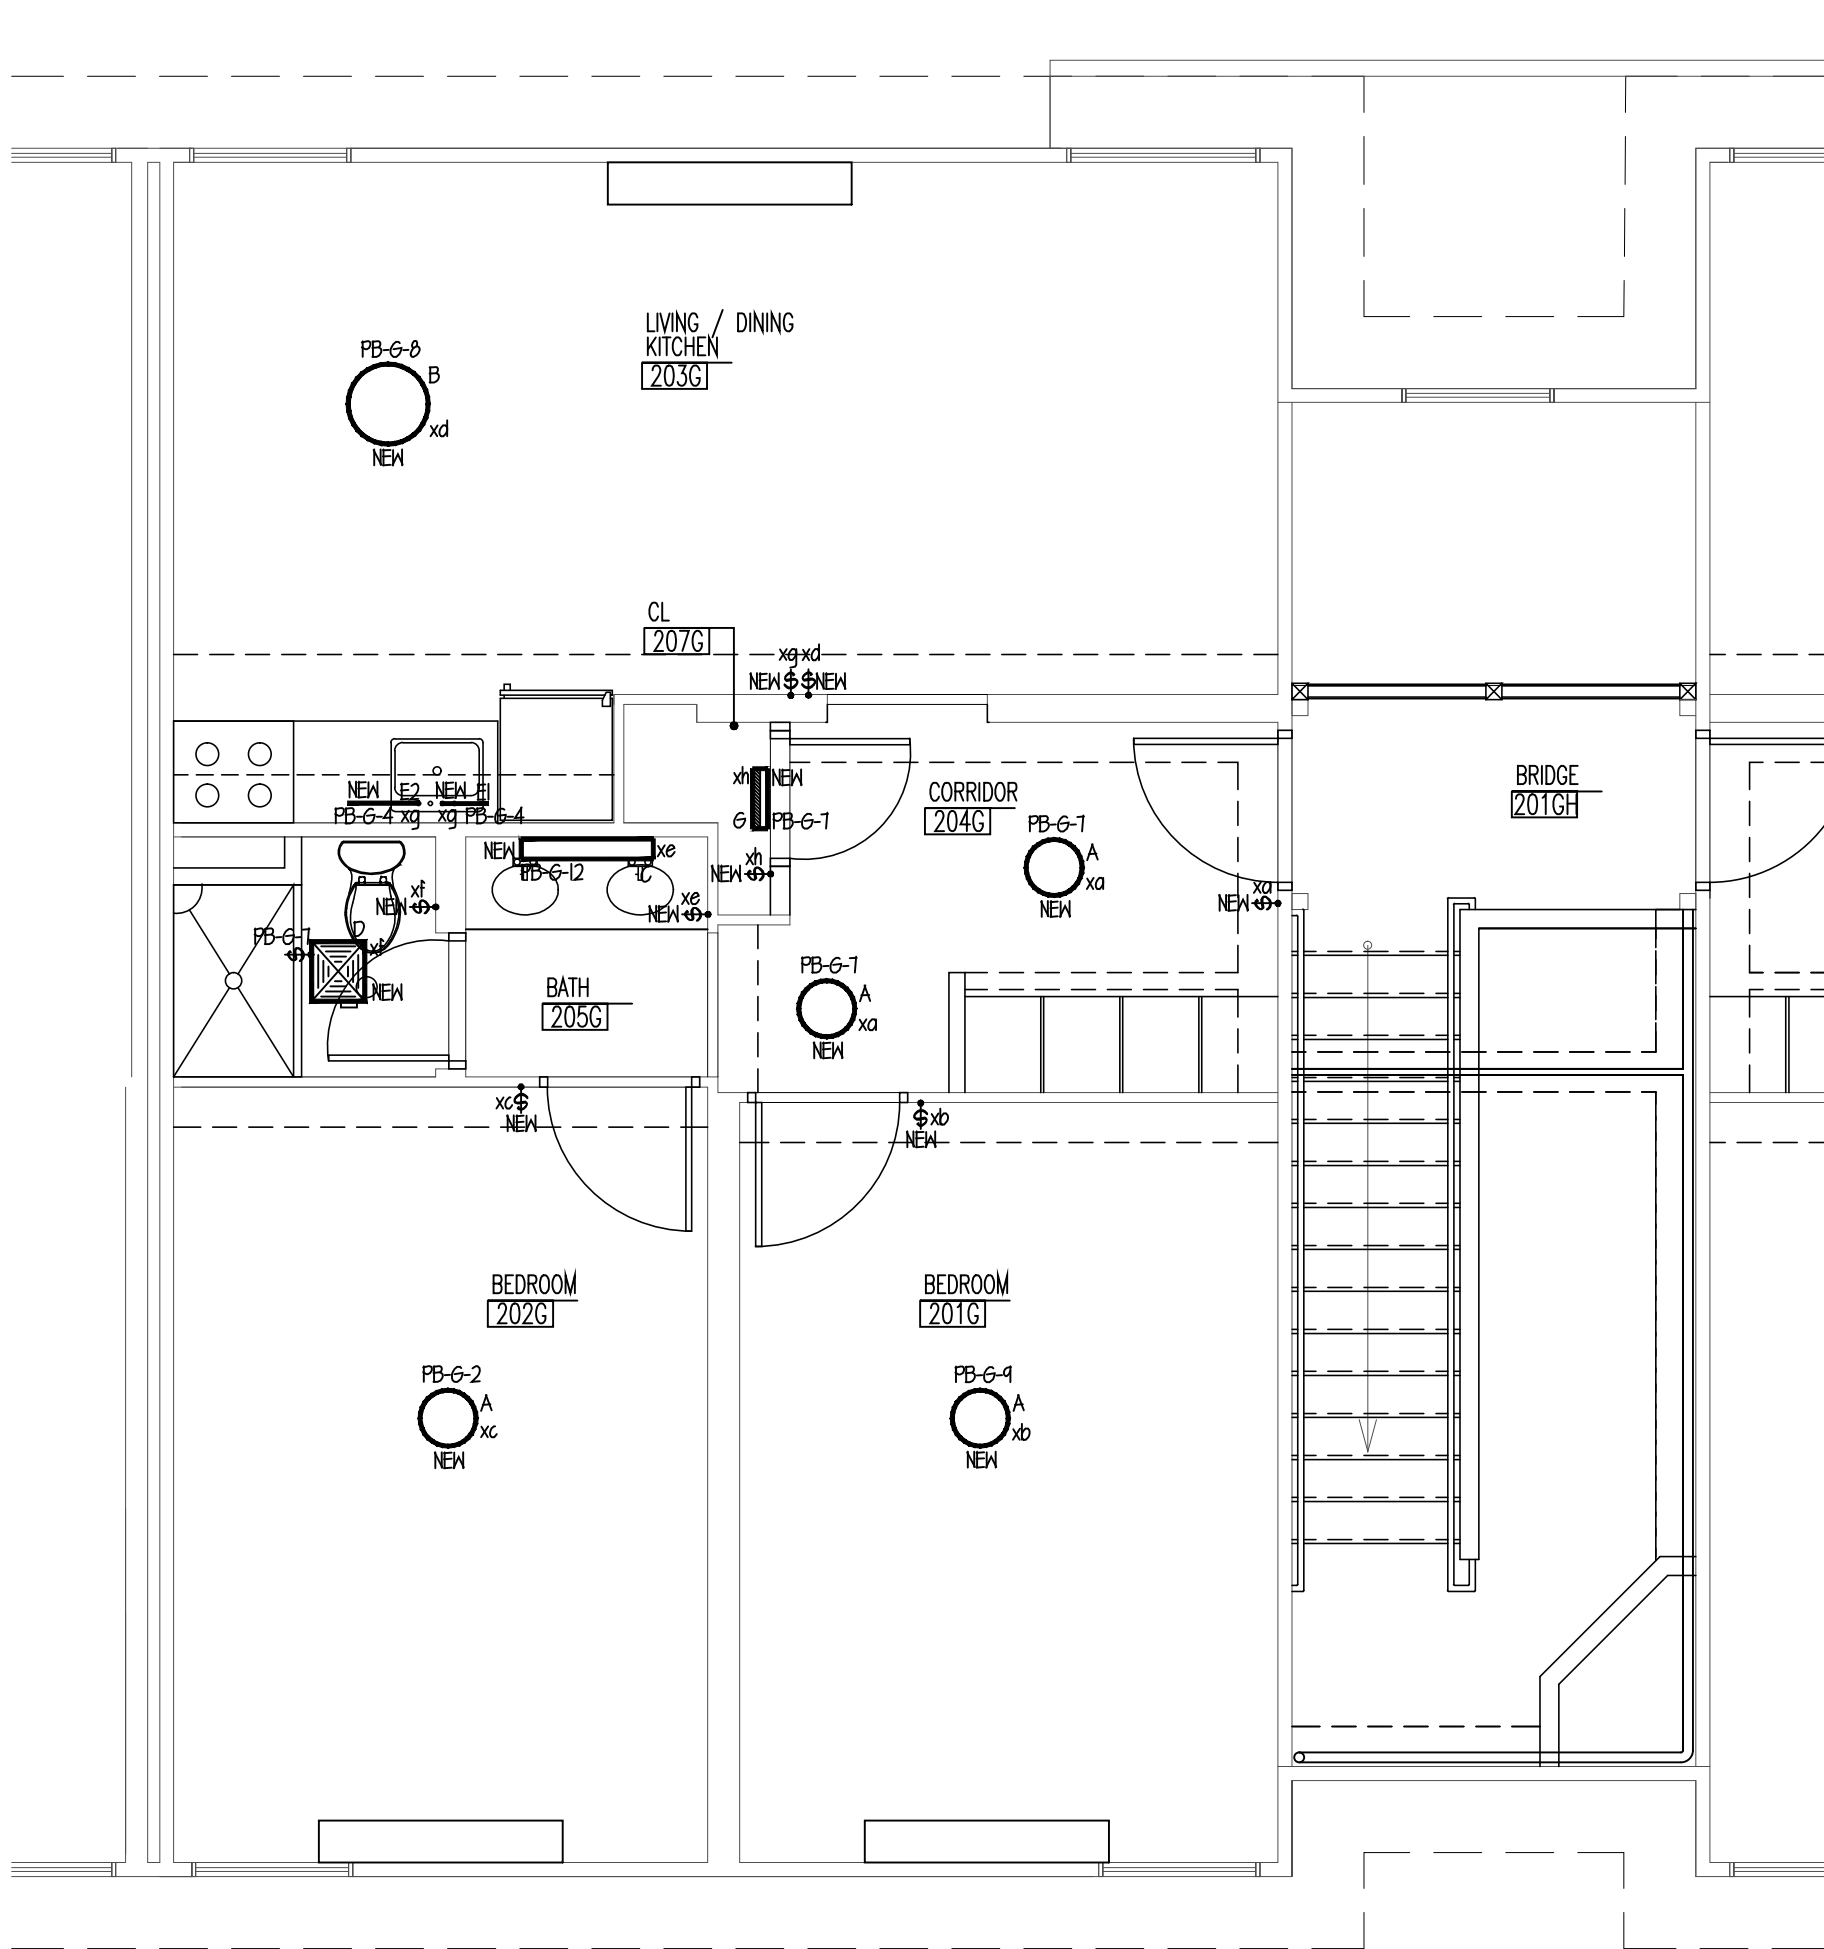 PB-G-8
B
xd
NEW
LIVING / DINING
KITCHEN
203G
CL
207G
xg xd
NEW $ $ NEW
NEW E2 NEW E1
PB-G-4 xg xg PB-G-4
xh NEW
G PB-G-7
CORRIDOR
204G
PB-G-7
A
xa
NEW
BRIDGE
201GH
NEW xe
PB-G-12 C
xh
NEW $
xf
NEW $
xe
NEW $
xa
NEW $
PB-G-7 D
$ xf
NEW
BATH
205G
PB-G-7
A
xa
NEW
xc $
NEW
$ xb
NEW
BEDROOM
202G
BEDROOM
201G
PB-G-2
A
xc
NEW
PB-G-9
A
xb
NEW